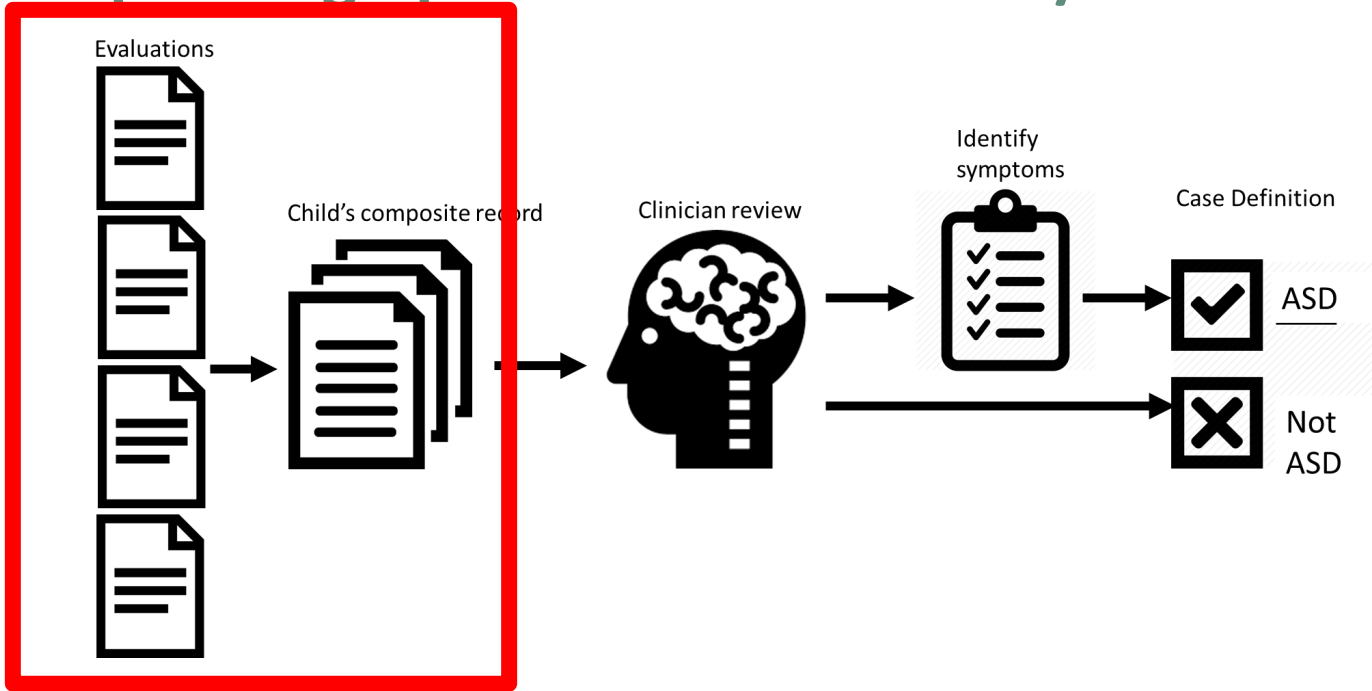 Evaluations
Child's composite record
Clinician review
Identify
symptoms
Case Definition
ASD
Not
ASD